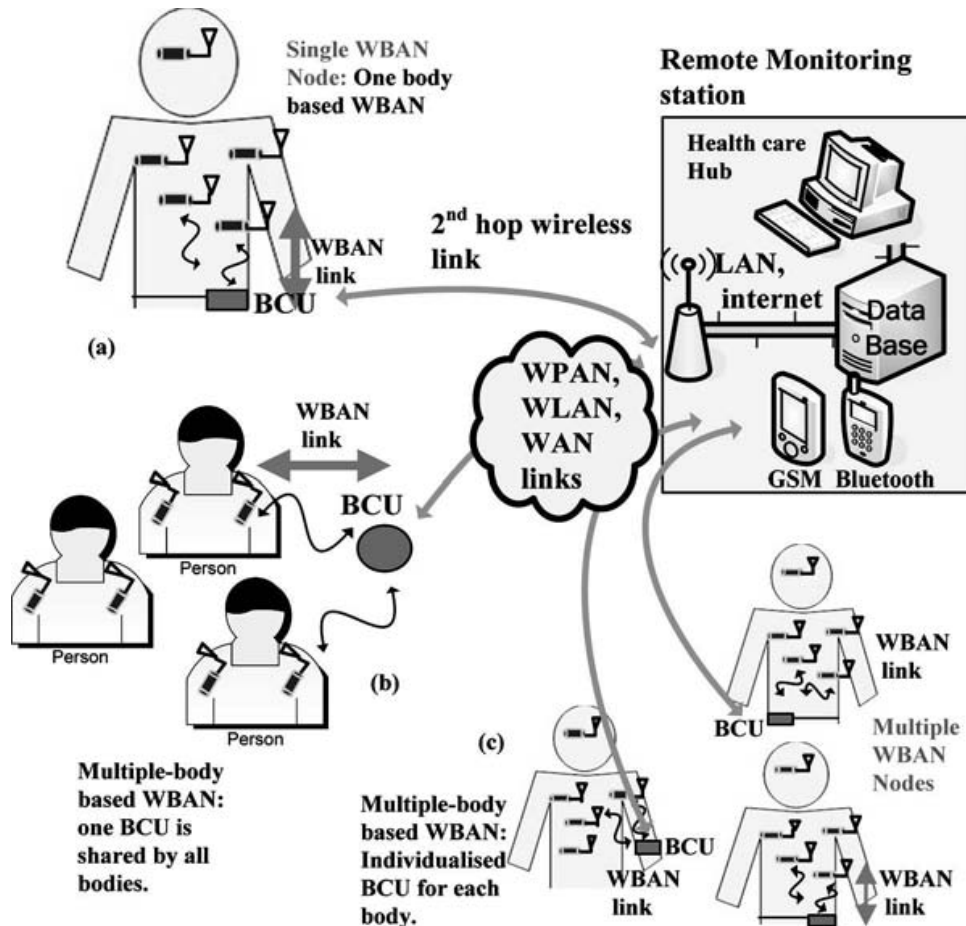 Single WBAN
Node: One body
based WBAN
WBAN
link
BCU
(a)
2nd hop wireless
link
Remote Monitoring
station
Health care
Hub
LAN,
internet
Data
Base
GSM
Bluetooth
WPAN,
WLAN,
WAN
links
WBAN
link
BCU
Person
Person
Person
(b)
Multiple-body
based WBAN:
one BCU is
shared by all
bodies.
(c)
Multiple-body
based WBAN:
Individualised
BCU for each
body.
BCU
WBAN
link
WBAN
link
BCU
Multiple
WBAN
Nodes
WBAN
link